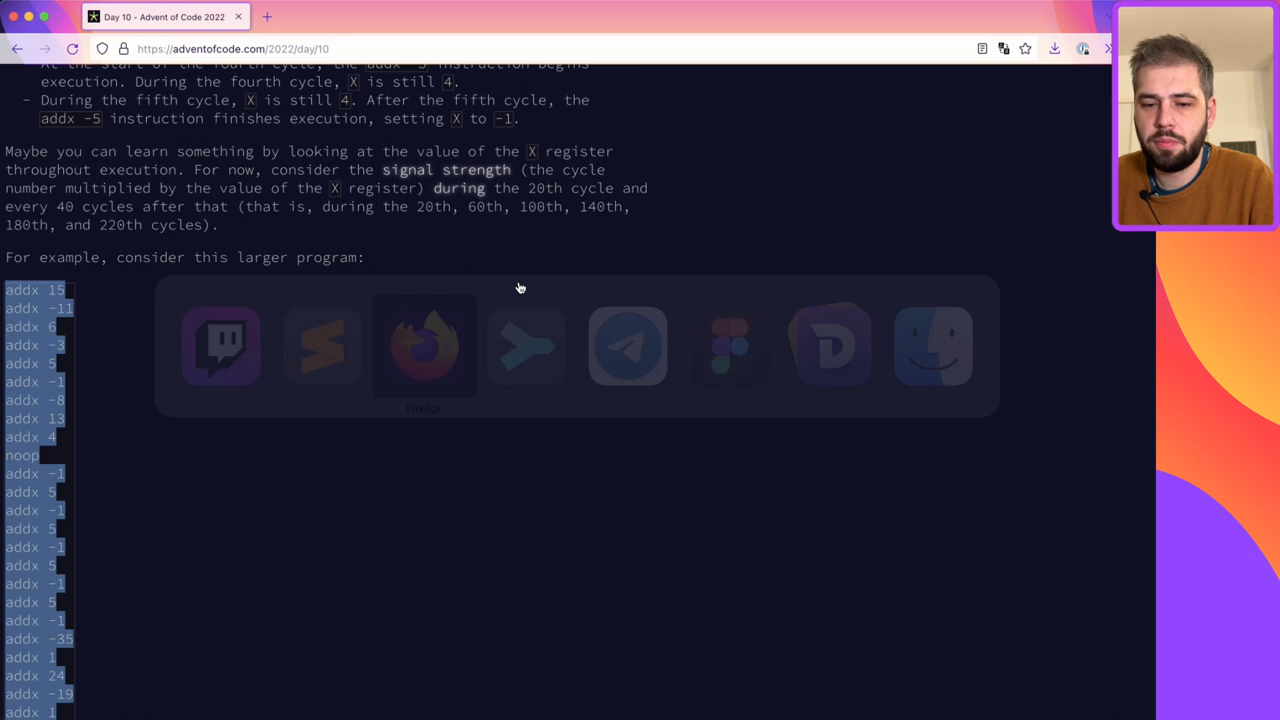 Day 10 - Advent of Code 2022
https://adventofcode.com/2022/day/10
execution. During the fourth cycle, X is still 4.
- During the fifth cycle, X is still 4. After the fifth cycle, the
addx -5 instruction finishes execution, setting X to -1.
Maybe you can learn something by looking at the value of the X register
throughout execution. For now, consider the signal strength (the cycle
number multiplied by the value of the X register) during the 20th cycle and
every 40 cycles after that (that is, during the 20th, 60th, 100th, 140th,
180th, and 220th cycles).
For example, consider this larger program:
addx 15
addx -11
addx 6
addx -3
addx 5
addx -1
addx -8
addx 13
addx 4
noop
addx -1
addx 5
addx -1
addx 5
addx -1
addx 5
addx -1
addx 5
addx -1
addx -35
addx 1
addx 24
addx -19
addx 1
Firefox